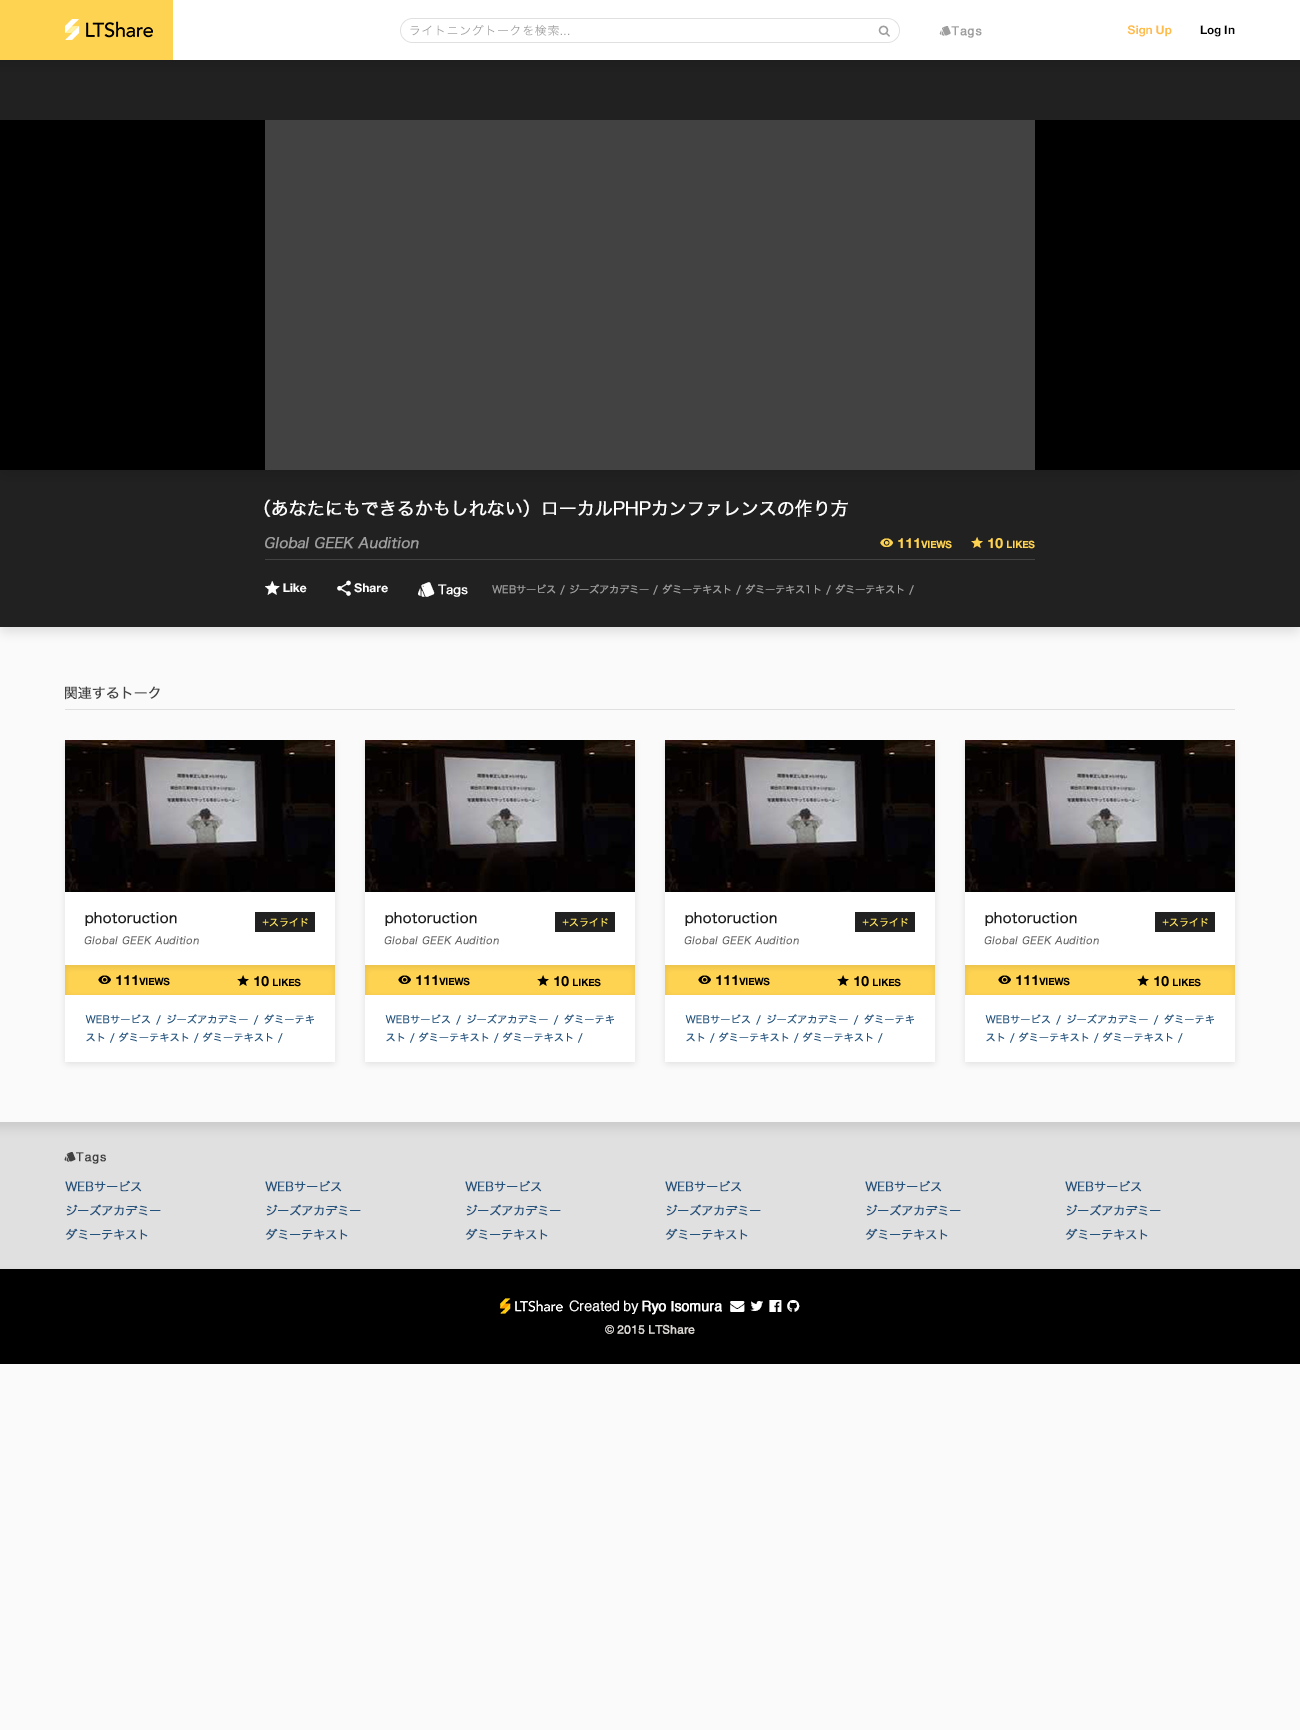 LTShare
ライトニングトークを検索...
Tags
Sign Up
Log In
(あなたにもできるかもしれない）ローカルPHPカンファレンスの作り方
Global GEEK Audition
111VIEWS
10 LIKES
Like
Share
Tags
WEBサービス / ジーズアカデミー / ダミーテキスト / ダミーテキス1ト / ダミーテキスト /
関連するトーク
photoruction
+スライド
Global GEEK Audition
111VIEWS
10 LIKES
WEBサービス / ジーズアカデミー / ダミーテキ
スト / ダミーテキスト / ダミーテキスト /
photoruction
+スライド
Global GEEK Audition
111VIEWS
10 LIKES
WEBサービス / ジーズアカデミー / ダミーテキ
スト / ダミーテキスト / ダミーテキスト /
photoruction
+スライド
Global GEEK Audition
111VIEWS
10 LIKES
WEBサービス / ジーズアカデミー / ダミーテキ
スト / ダミーテキスト / ダミーテキスト /
photoruction
+スライド
Global GEEK Audition
111VIEWS
10 LIKES
WEBサービス / ジーズアカデミー / ダミーテキ
スト / ダミーテキスト / ダミーテキスト /
Tags
WEBサービス
ジーズアカデミー
ダミーテキスト
WEBサービス
ジーズアカデミー
ダミーテキスト
WEBサービス
ジーズアカデミー
ダミーテキスト
WEBサービス
ジーズアカデミー
ダミーテキスト
WEBサービス
ジーズアカデミー
ダミーテキスト
WEBサービス
ジーズアカデミー
ダミーテキスト
LTShare Created by Ryo Isomura
© 2015 LTShare